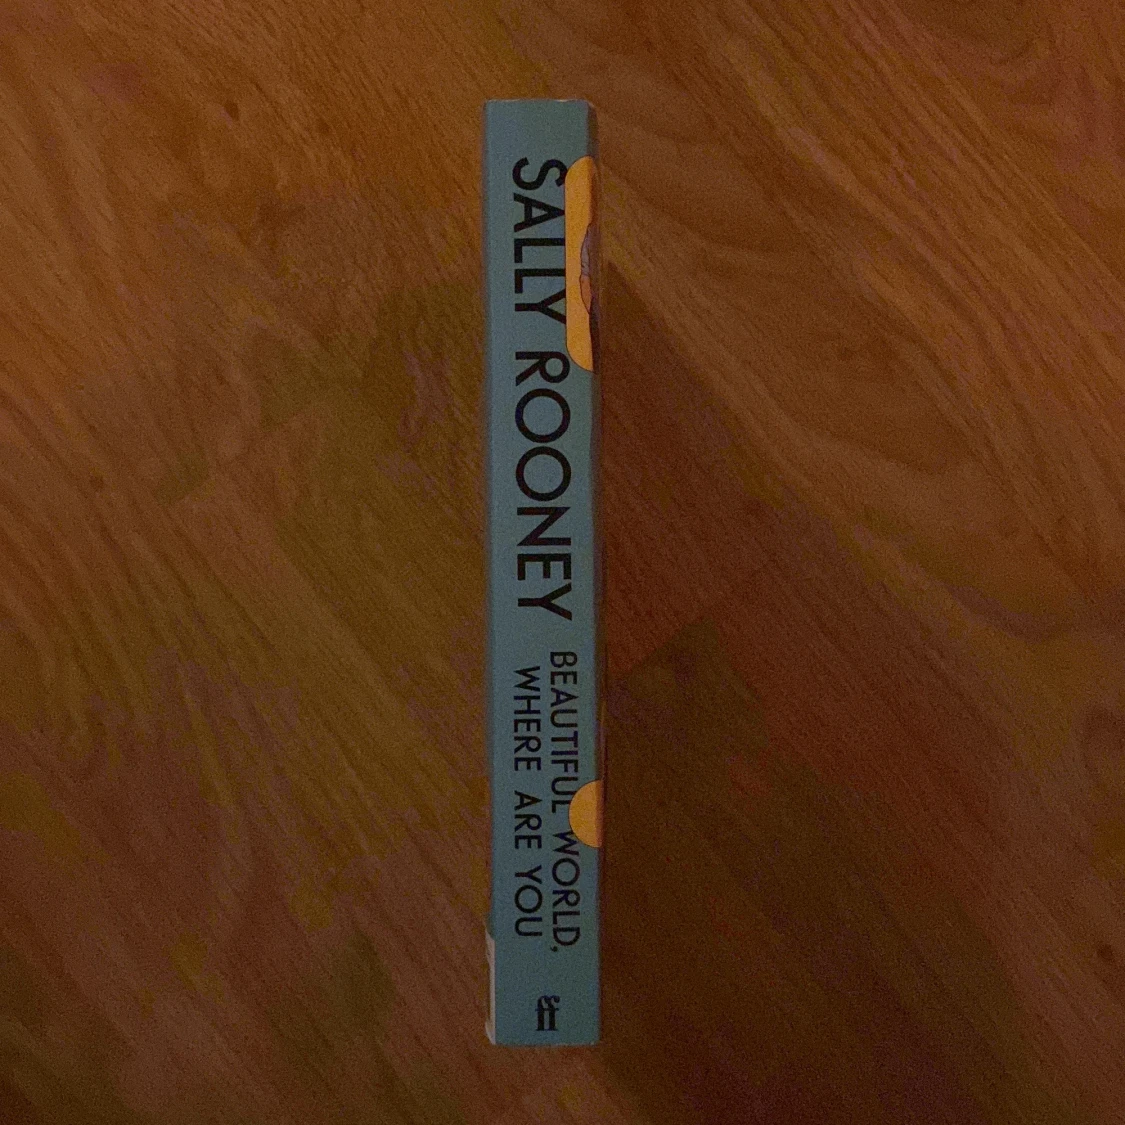 SALLY ROONEY
BEAUTIFUL WORLD,
WHERE ARE YOU
ff